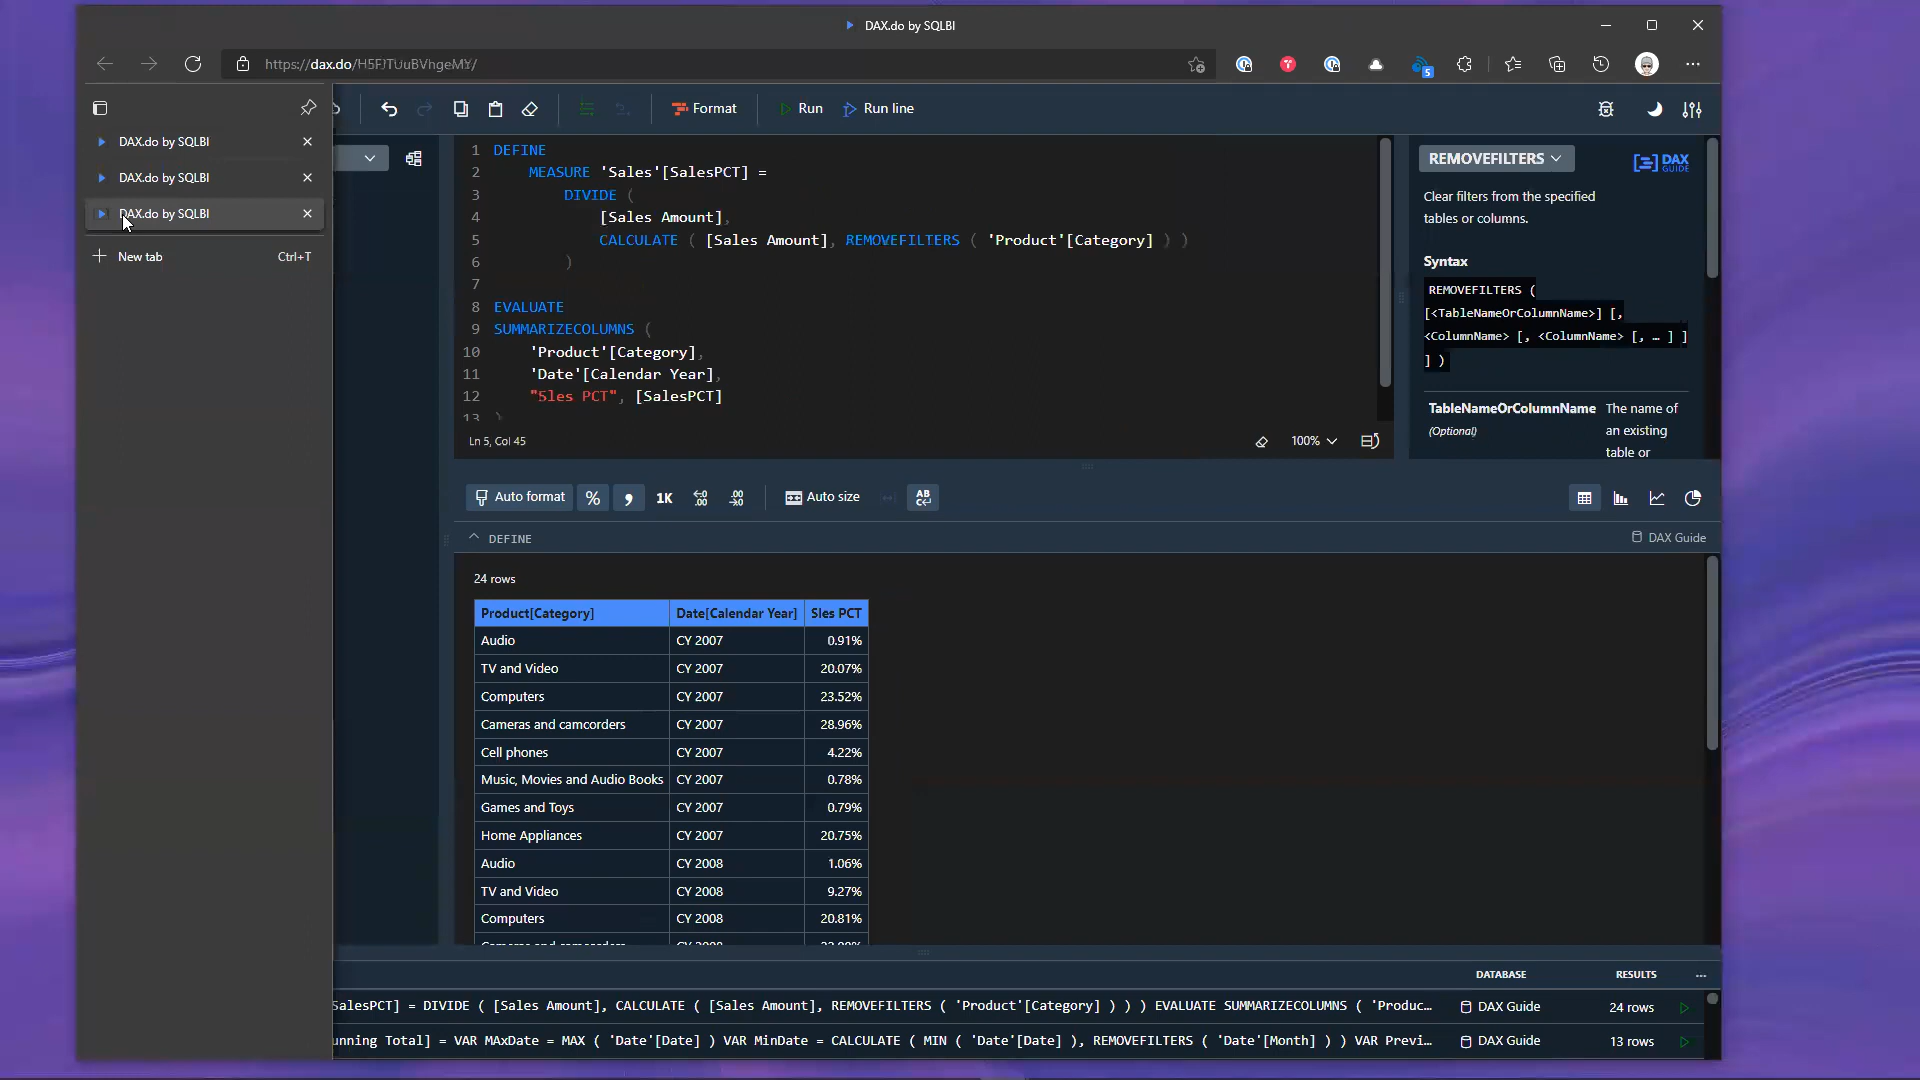 DAX.do by SQLBI
https://dax.do/H5FJTUuBVhgeMY/
5
Format
Run
Run line
DAX.do by SQLBI
DAX.do by SQLBI
DAX.do by SQLBI
New tab Ctrl+T
1 DEFINE
2 MEASURE 'Sales'[SalesPCT] =
3 DIVIDE (
4 [Sales Amount],
5 CALCULATE ( [Sales Amount], REMOVEFILTERS ( 'Product'[Category] ) )
6 )
7
8 EVALUATE
9 SUMMARIZECOLUMNS (
10 'Product'[Category],
11 'Date'[Calendar Year],
12 "Sles PCT", [SalesPCT]
13 )
Ln 5, Col 45
100%
REMOVEFILTERS
DAX GUIDE
Clear filters from the specified
tables or columns.
Syntax
REMOVEFILTERS (
[<TableNameOrColumnName>] [,
<ColumnName> [, <ColumnName> [, … ] ]
] )
TableNameOrColumnName The name of
(Optional) an existing
table or
Auto format % , 1K .00 .00 Auto size AB
DEFINE
DAX Guide
24 rows
Product[Category] Date[Calendar Year] Sles PCT
Audio CY 2007 0.91%
TV and Video CY 2007 20.07%
Computers CY 2007 23.52%
Cameras and camcorders CY 2007 28.96%
Cell phones CY 2007 4.22%
Music, Movies and Audio Books CY 2007 0.78%
Games and Toys CY 2007 0.79%
Home Appliances CY 2007 20.75%
Audio CY 2008 1.06%
TV and Video CY 2008 9.27%
Computers CY 2008 20.81%
DATABASE RESULTS
SalesPCT] = DIVIDE ( [Sales Amount], CALCULATE ( [Sales Amount], REMOVEFILTERS ( 'Product'[Category] ) ) ) EVALUATE SUMMARIZECOLUMNS ( 'Produc… DAX Guide 24 rows
unning Total] = VAR MAxDate = MAX ( 'Date'[Date] ) VAR MinDate = CALCULATE ( MIN ( 'Date'[Date] ), REMOVEFILTERS ( 'Date'[Month] ) ) VAR Previ… DAX Guide 13 rows